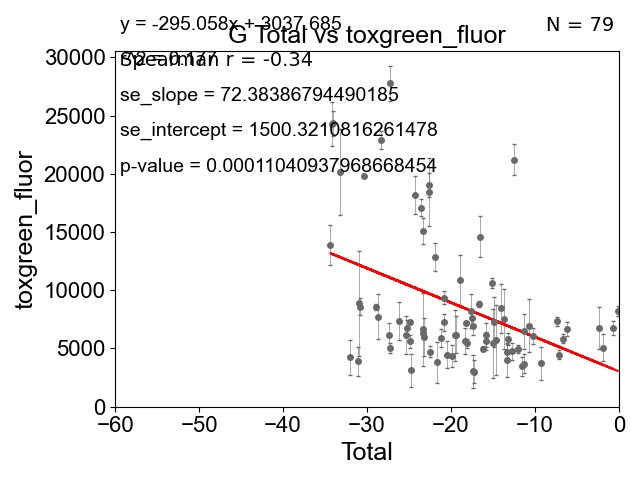 y = -295.058x + 3037.685
N = 79
G Total vs toxgreen_fluor
Spearman r = -0.34
se_slope = 72.38386794490185
se_intercept = 1500.3210816261478
p-value = 0.00011040937968668454
toxgreen_fluor
30000
25000
20000
15000
10000
5000
0
−60
−50
−40
−30
−20
−10
0
Total